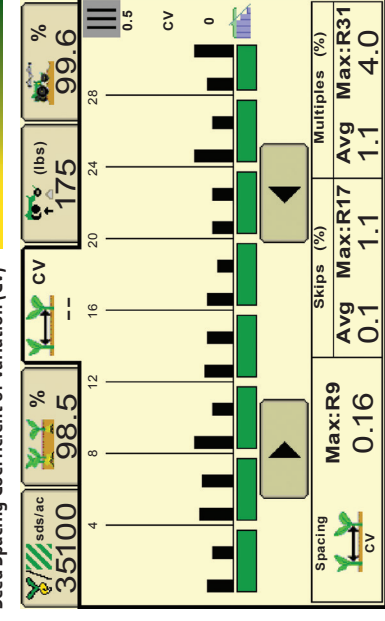 Seed Spacing Coefficient of Variation (CV)
sds/ac
35100
%
98.5
CV
--
(lbs)
175
%
99.6
0.5
CV
0
4 8 12 16 20 24 28
Spacing
CV
Max:R9
0.16
Skips (%)
Avg Max:R17
0.1 1.1
Multiples (%)
Avg Max:R31
1.1 4.0